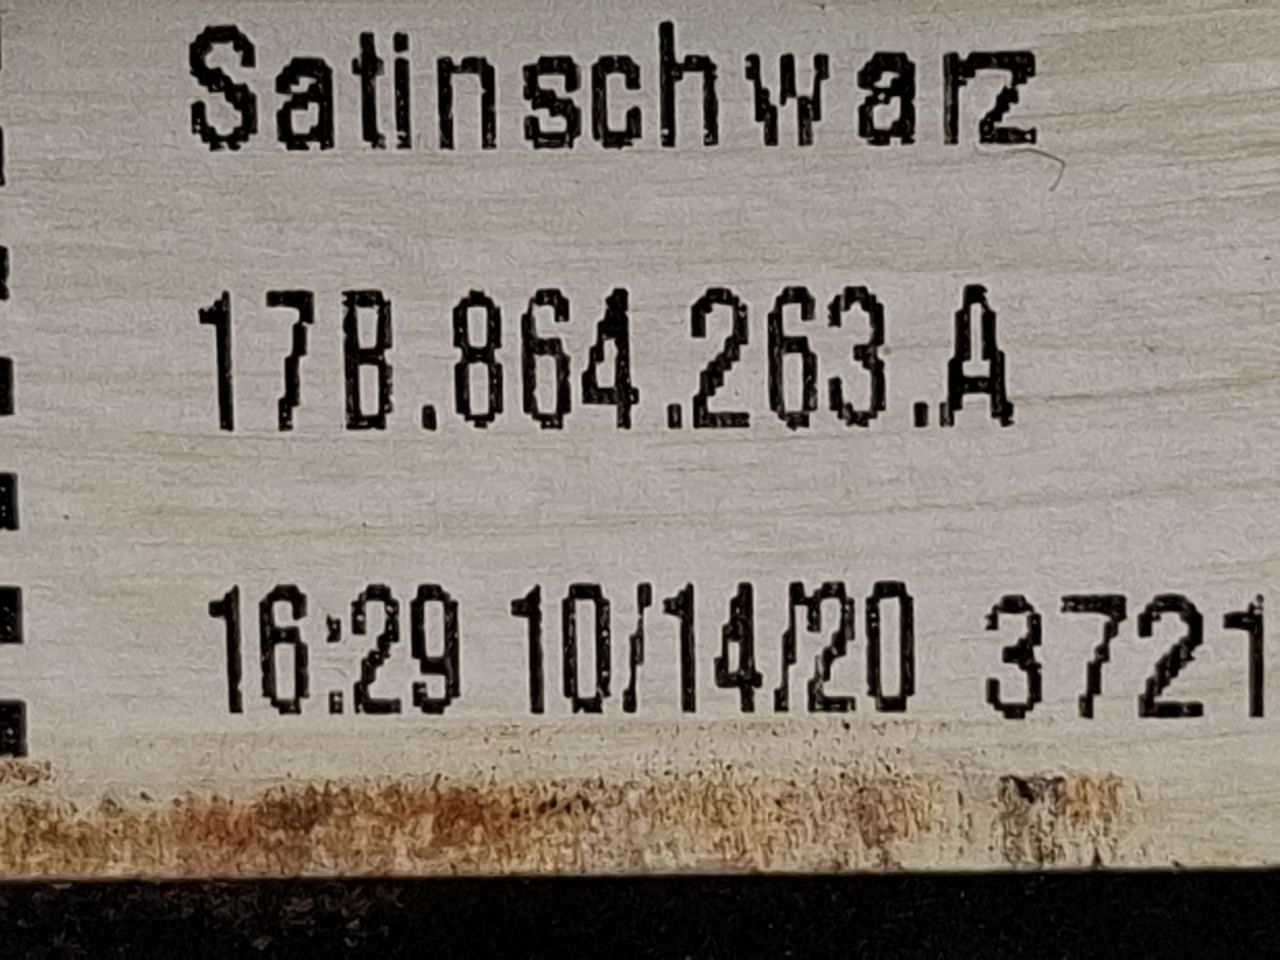 Satinschwarz
17B.864.263.A
16:29 10/14/20 3721